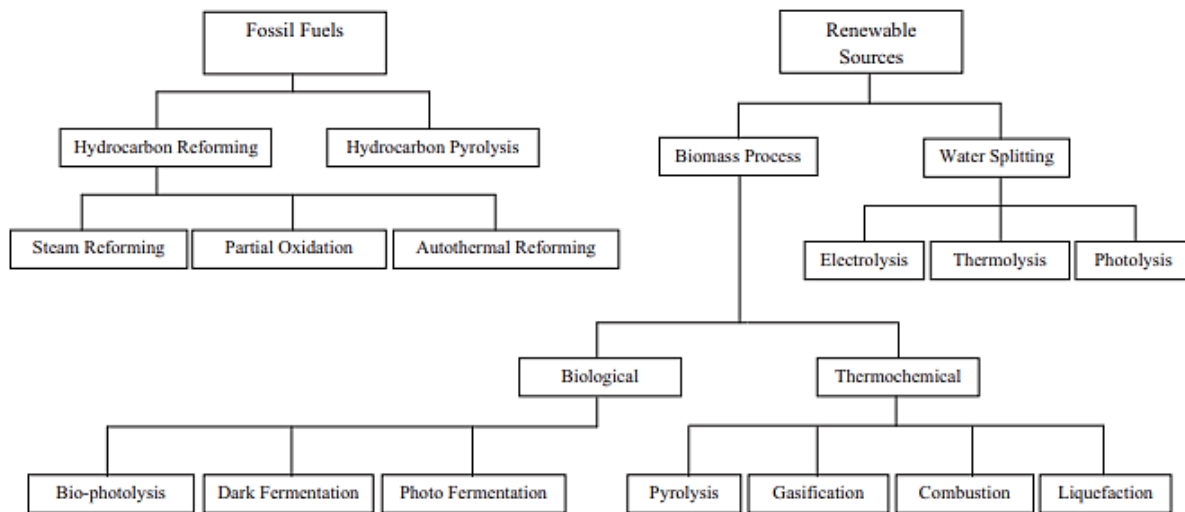 Fossil Fuels
Renewable
Sources
Hydrocarbon Reforming
Hydrocarbon Pyrolysis
Biomass Process
Water Splitting
Steam Reforming
Partial Oxidation
Autothermal Reforming
Electrolysis
Thermolysis
Photolysis
Biological
Thermochemical
Bio-photolysis
Dark Fermentation
Photo Fermentation
Pyrolysis
Gasification
Combustion
Liquefaction